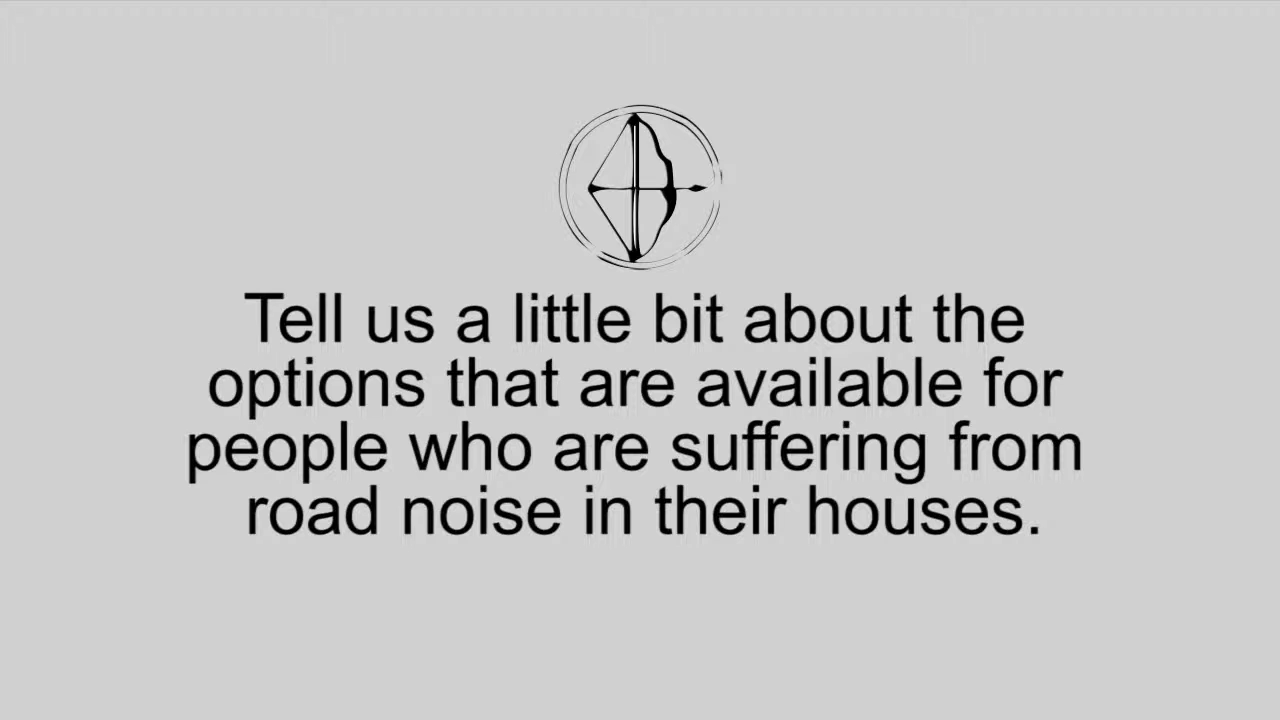 Tell us a little bit about the
options that are available for
people who are suffering from
road noise in their houses.